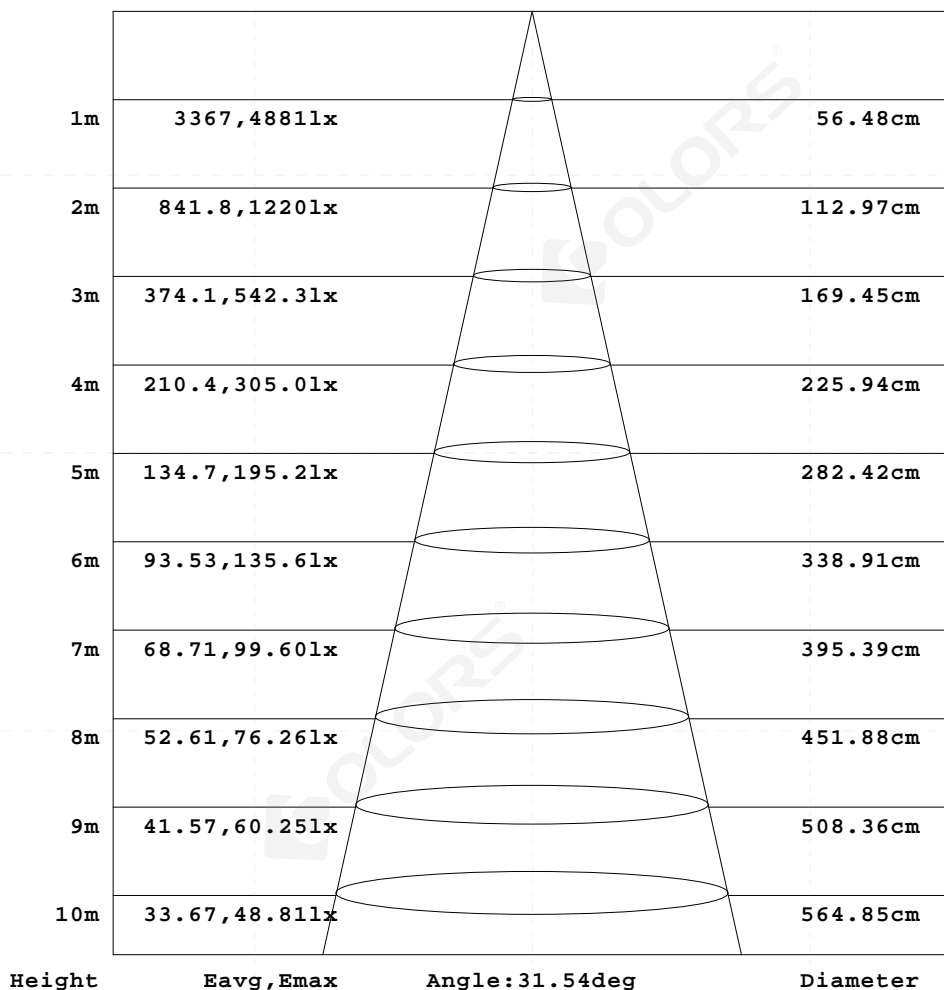 1m 3367,4881lx 56.48cm
2m 841.8,1220lx 112.97cm
3m 374.1,542.3lx 169.45cm
4m 210.4,305.0lx 225.94cm
5m 134.7,195.2lx 282.42cm
6m 93.53,135.6lx 338.91cm
7m 68.71,99.60lx 395.39cm
8m 52.61,76.26lx 451.88cm
9m 41.57,60.25lx 508.36cm
10m 33.67,48.81lx 564.85cm
Height Eavg,Emax Angle:31.54deg Diameter
OLORS®
OLORS®